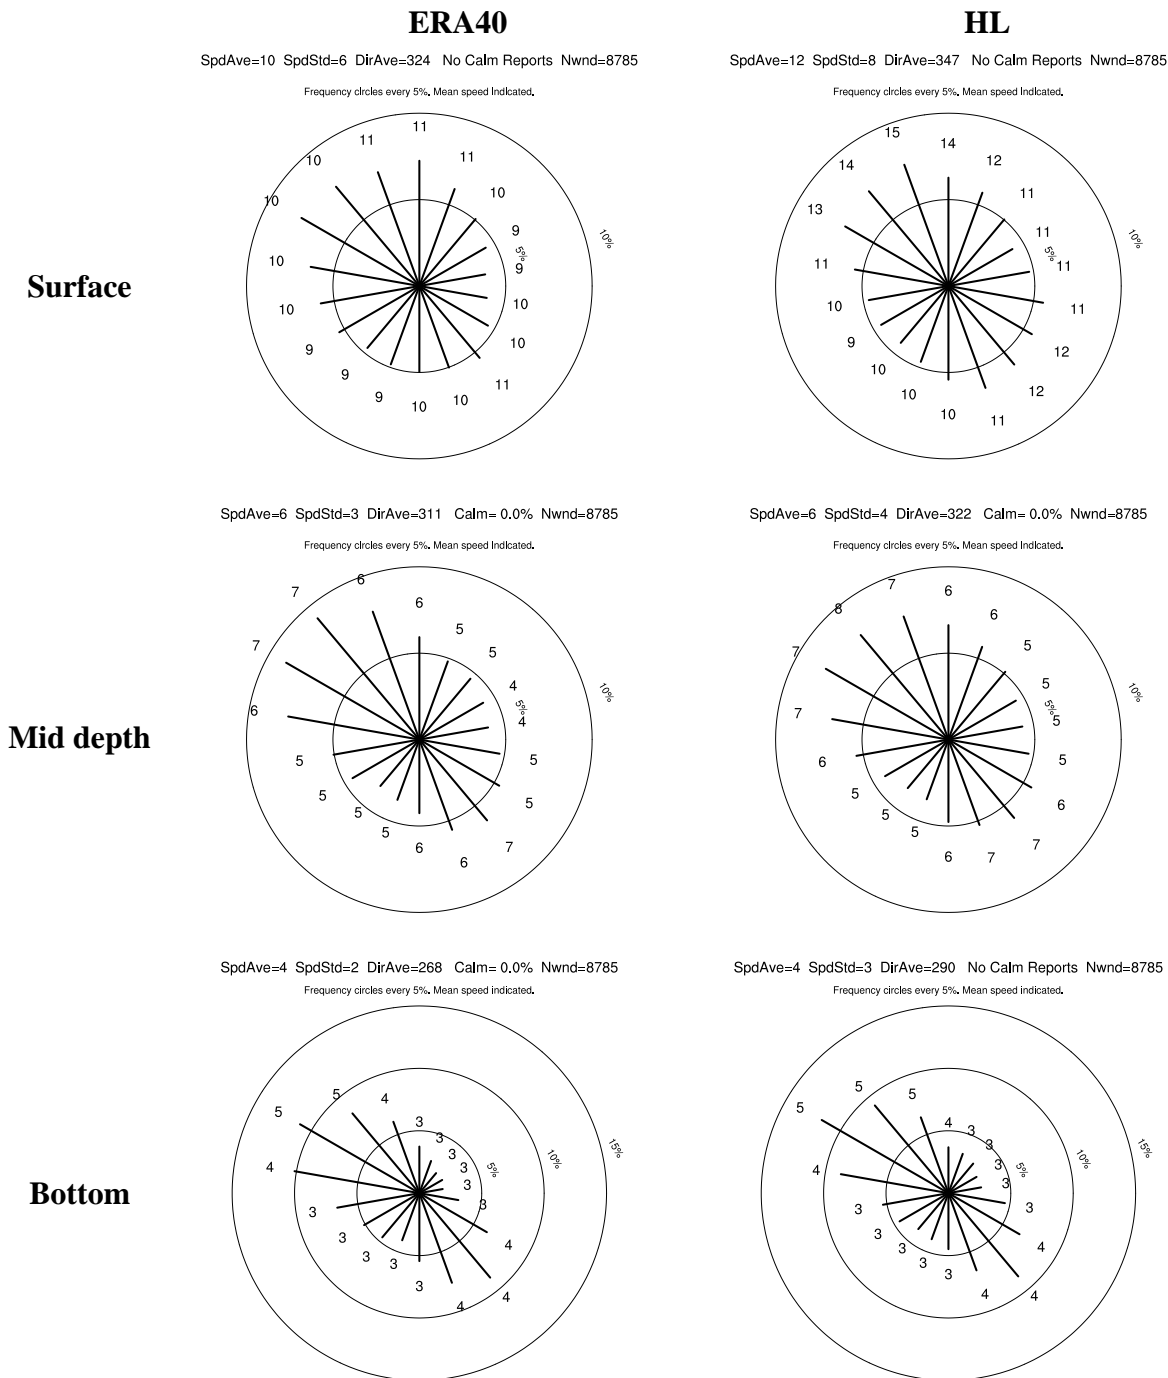 ERA40 HL
SpdAve=10 SpdStd=6 DirAve=324 No Calm Reports Nwnd=8785 SpdAve=12 SpdStd=8 DirAve=347 No Calm Reports Nwnd=8785
Frequency circles every 5%. Mean speed indicated. Frequency circles every 5%. Mean speed indicated.
11 15
11 14
10 11 12
10 14
10 10 11
13
9 11
5% 10% 5% 10%
10 9 11 11
Surface
10 10 10 11
9 10 9 12
9 11 10 12
9 10 10 10 10 11
SpdAve=6 SpdStd=3 DirAve=311 Calm= 0.0% Nwnd=8785 SpdAve=6 SpdStd=4 DirAve=322 Calm= 0.0% Nwnd=8785
Frequency circles every 5%. Mean speed indicated. Frequency circles every 5%. Mean speed indicated.
6 7
7 6 6
5 8 6
7 5 7 5
4 5
5% 10% 5% 10%
6 4 7 5
Mid depth
5 5 6 5
5 5 5 6
5 7 5 7
5 6 6 5 6 7
SpdAve=4 SpdStd=2 DirAve=268 Calm= 0.0% Nwnd=8785 SpdAve=4 SpdStd=3 DirAve=290 No Calm Reports Nwnd=8785
Frequency circles every 5%. Mean speed indicated. Frequency circles every 5%. Mean speed indicated.
5 4 5 5
5 3 5 4 3
3 3
3 3
4 3 5% 10% 15% 4 3 5% 10% 15%
3 3
Bottom
3 3 3 3
3 4 3 4
3 3 3 3
3 4 4 3 4 4